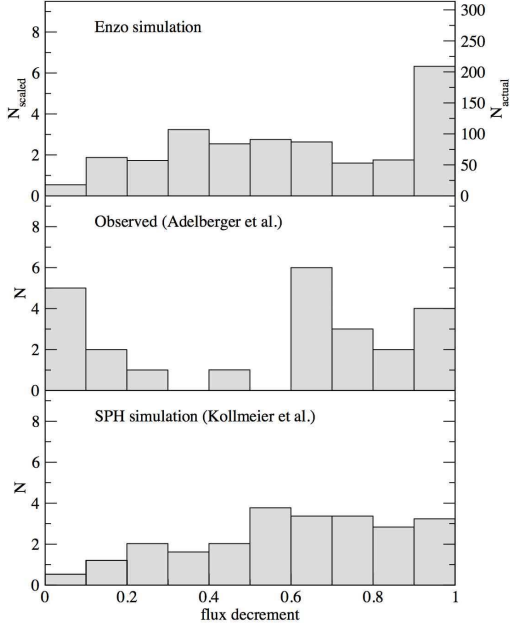 Enzo simulation
8
6
4
2
0
N_scaled
300
250
200
150
100
50
0
N_actual
Observed (Adelberger et al.)
8
6
4
2
0
N
SPH simulation (Kollmeier et al.)
8
6
4
2
0
N
0 0.2 0.4 0.6 0.8 1
flux decrement